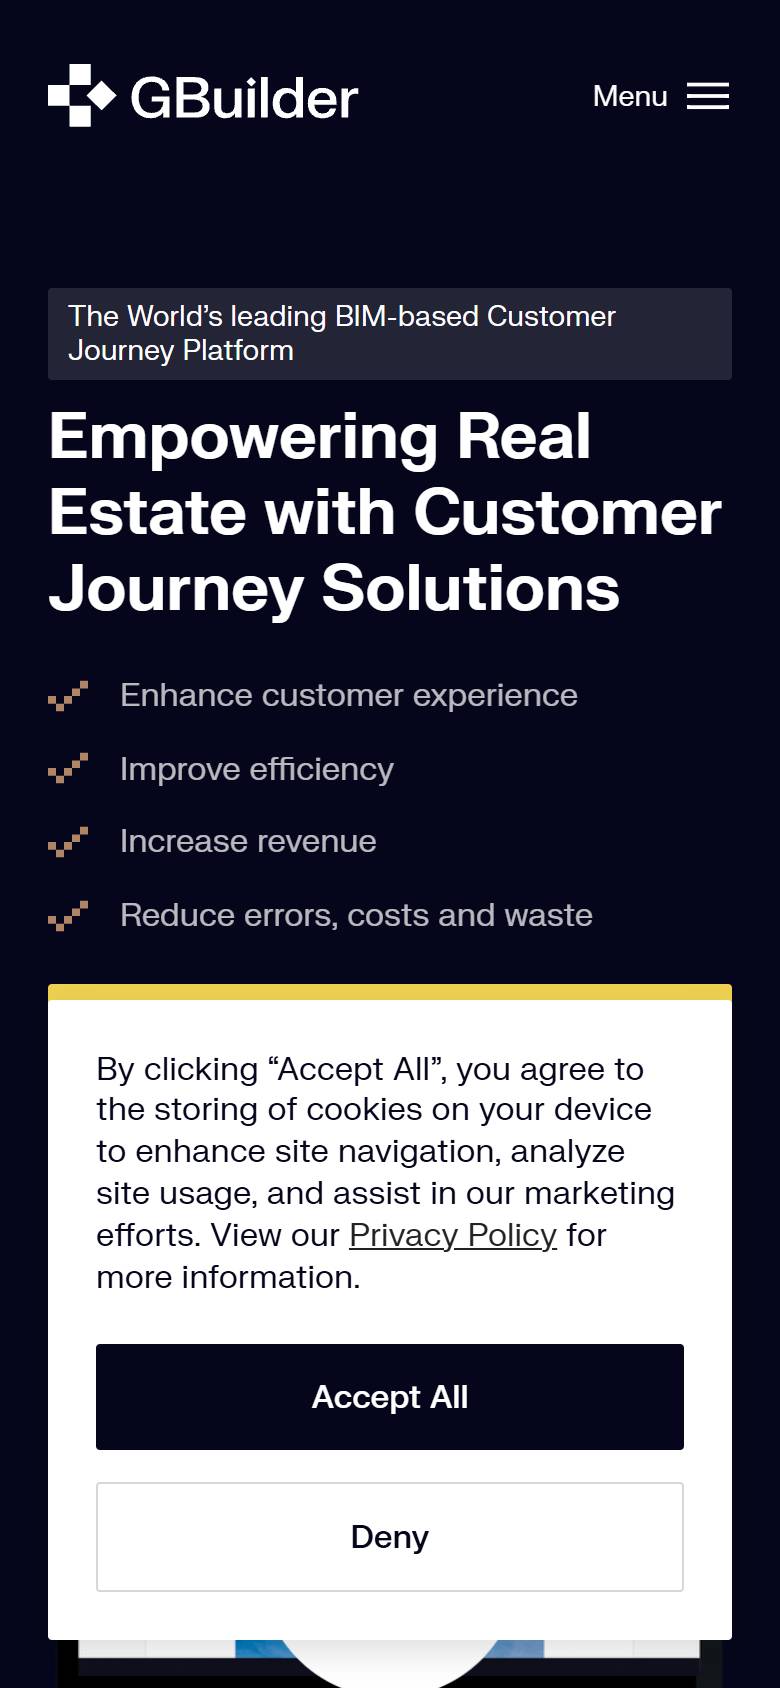 GBuilder
Menu
The World’s leading BIM-based Customer
Journey Platform
Empowering Real
Estate with Customer
Journey Solutions
Enhance customer experience
Improve efficiency
Increase revenue
Reduce errors, costs and waste
By clicking “Accept All”, you agree to
the storing of cookies on your device
to enhance site navigation, analyze
site usage, and assist in our marketing
efforts. View our Privacy Policy for
more information.
Accept All
Deny